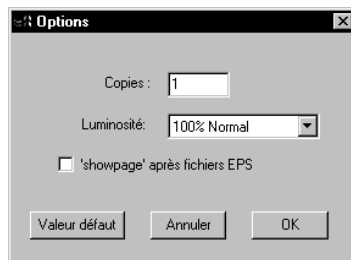 Options
Copies : 1
Luminosité: 100% Normal
'showpage' après fichiers EPS
Valeur défaut Annuler OK